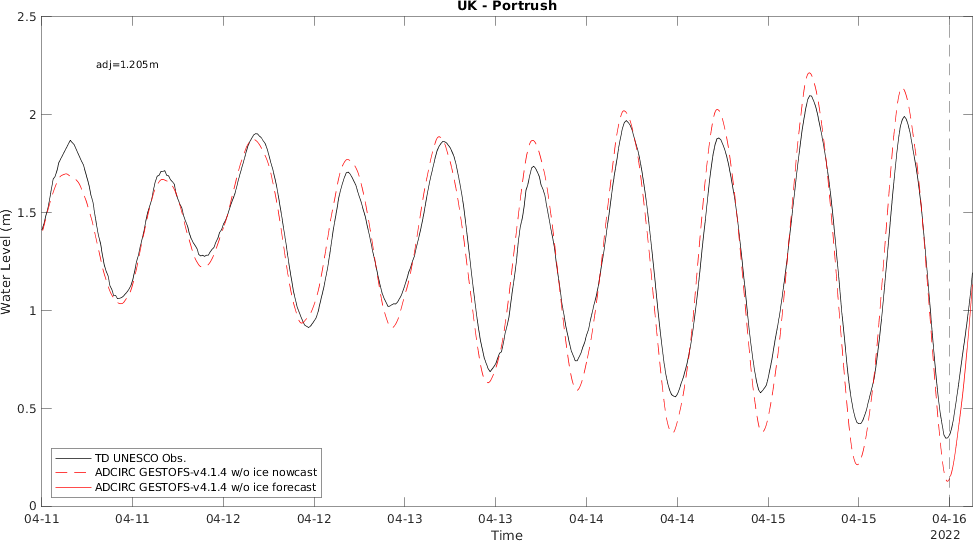 UK - Portrush
2.5
adj=1.205m
2
1.5
Water Level (m)
1
0.5
0
TD UNESCO Obs.
ADCIRC GESTOFS-v4.1.4 w/o ice nowcast
ADCIRC GESTOFS-v4.1.4 w/o ice forecast
04-11 04-11 04-12 04-12 04-13 04-13 04-14 04-14 04-15 04-15 04-16
Time 2022